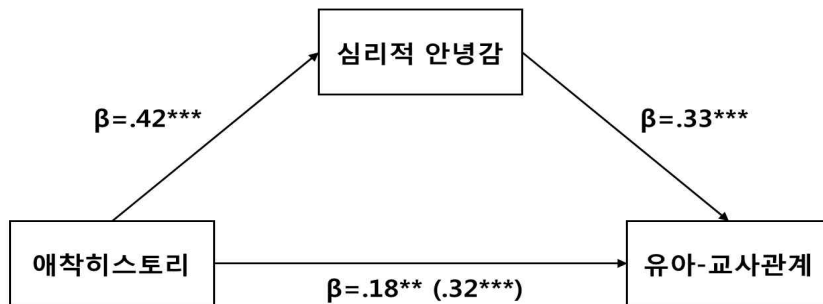 심리적 안녕감
β=.42***
β=.33***
애착히스토리
유아-교사관계
β=.18** (.32***)